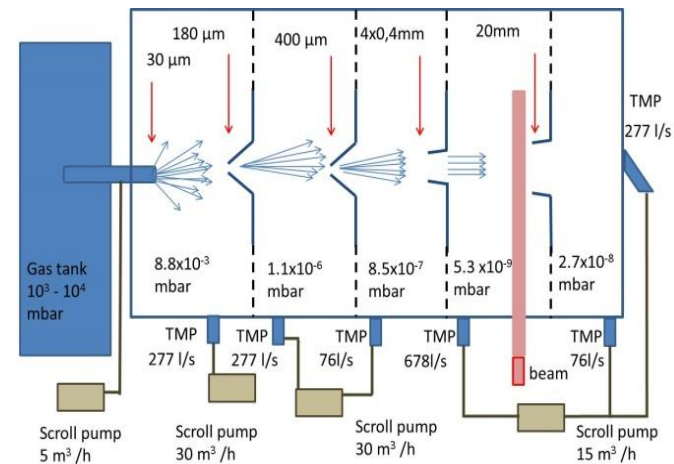 180 µm
400 µm
4x0,4mm
20mm
30 µm
TMP
277 l/s
Gas tank
10³ - 10⁴
mbar
8.8x10⁻³
mbar
1.1x10⁻⁶
mbar
8.5x10⁻⁷
mbar
5.3 x10⁻⁹
mbar
2.7x10⁻⁸
mbar
TMP
277 l/s
TMP
277 l/s
TMP
76l/s
TMP
678l/s
beam
TMP
76l/s
Scroll pump
5 m³ /h
Scroll pump
30 m³ /h
Scroll pump
30 m³ /h
Scroll pump
15 m³ /h